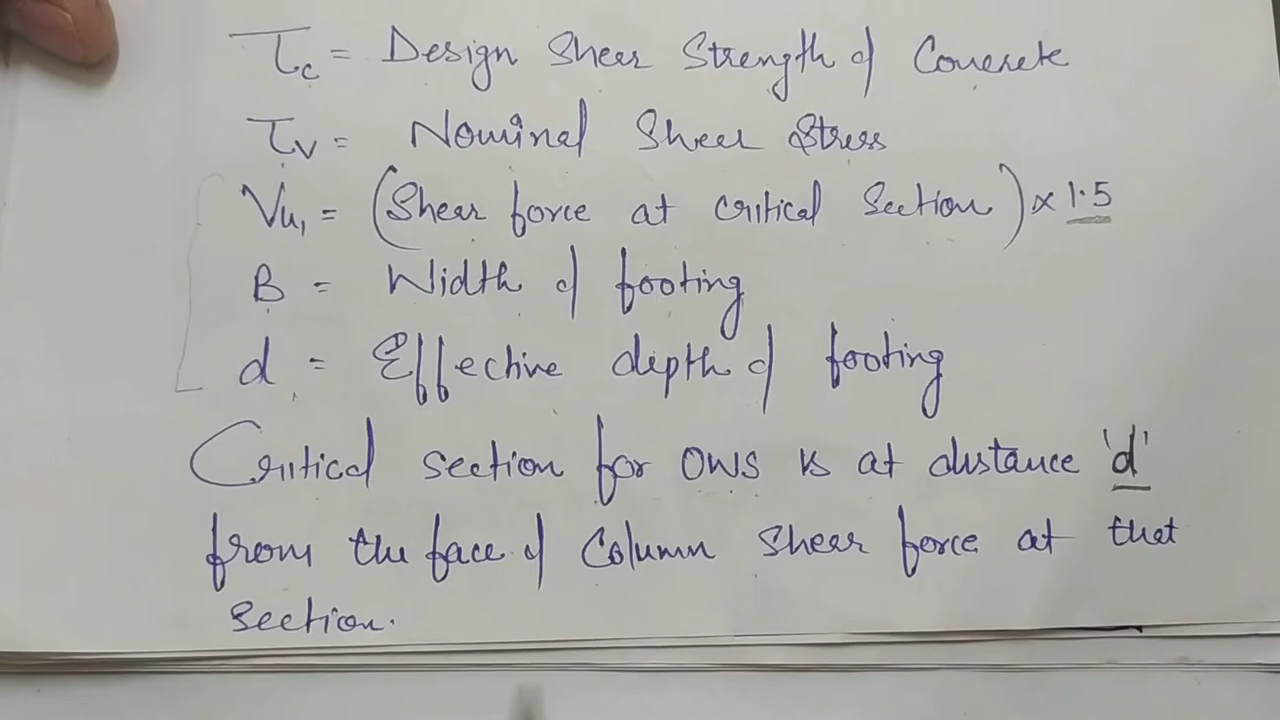 τc = Design Shear Strength of Concrete
τv = Nominal Shear Stress
Vu1 = (Shear force at critical Section) × 1.5
B = Width of footing
d = Effective depth of footing
Critical section for OWS is at distance 'd'
from the face of Column Shear force at that
section.